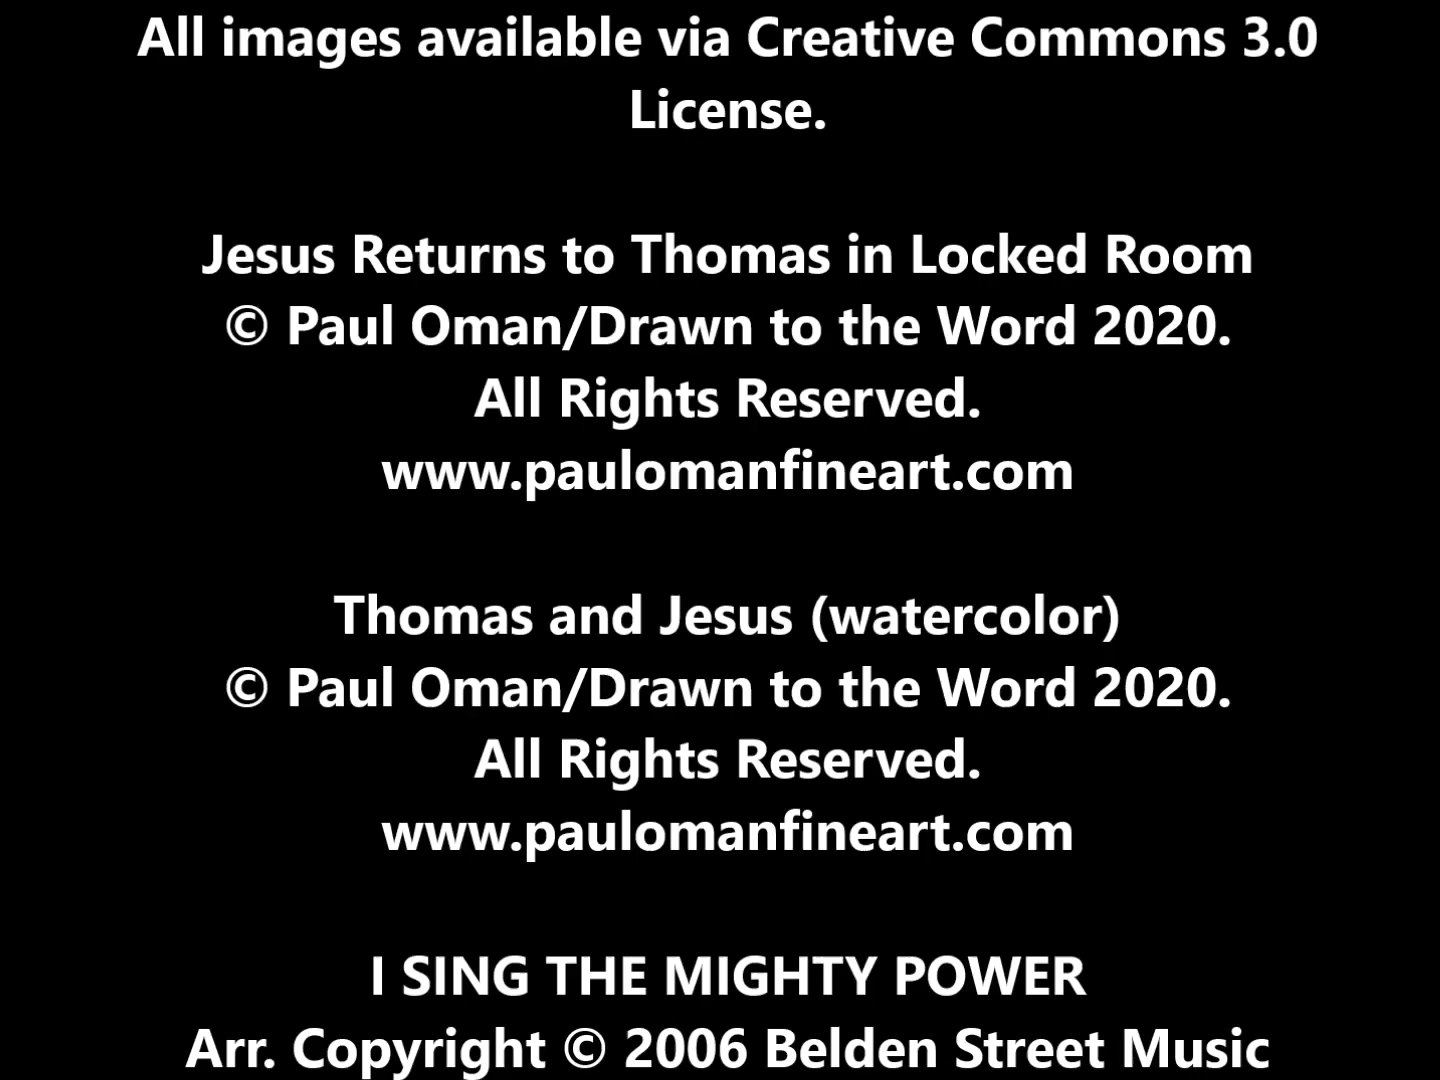 All images available via Creative Commons 3.0
License.
Jesus Returns to Thomas in Locked Room
© Paul Oman/Drawn to the Word 2020.
All Rights Reserved.
www.paulomanfineart.com
Thomas and Jesus (watercolor)
© Paul Oman/Drawn to the Word 2020.
All Rights Reserved.
www.paulomanfineart.com
I SING THE MIGHTY POWER
Arr. Copyright © 2006 Belden Street Music